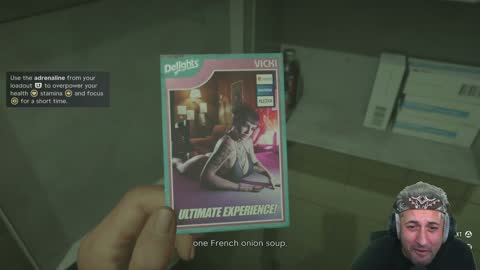 Use the adrenaline from your
loadout LT to overpower your
health stamina and focus
for a short time.
Delights
VICKI
ULTIMATE EXPERIENCE!
one French onion soup.